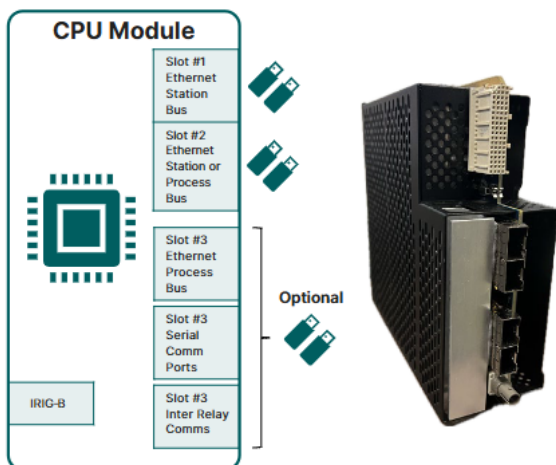 CPU Module
Slot #1
Ethernet
Station
Bus
Slot #2
Ethernet
Station or
Process
Bus
Slot #3
Ethernet
Process
Bus
Optional
Slot #3
Serial
Comm
Ports
Slot #3
Inter Relay
Comms
IRIG-B